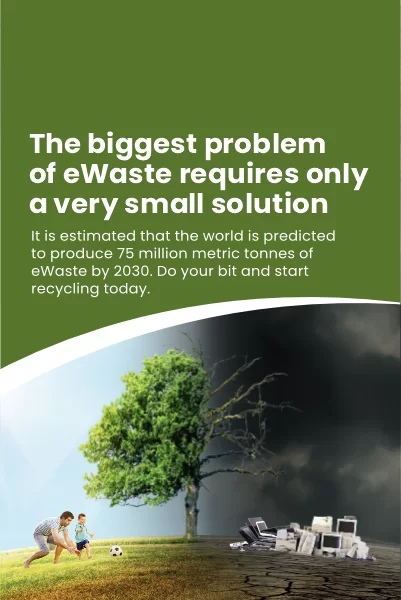 The biggest problem
of eWaste requires only
a very small solution
It is estimated that the world is predicted
to produce 75 million metric tonnes of
eWaste by 2030. Do your bit and start
recycling today.